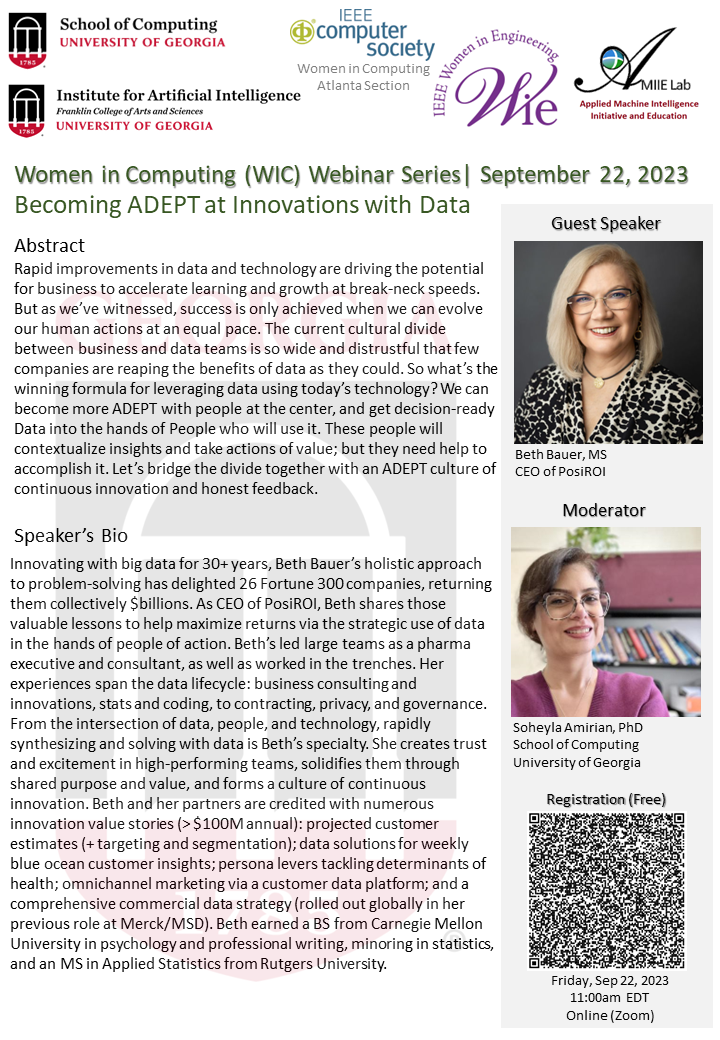 School of Computing
UNIVERSITY OF GEORGIA
1785
Institute for Artificial Intelligence
Franklin College of Arts and Sciences
UNIVERSITY OF GEORGIA
1785
IEEE
computer
society
Women in Computing
Atlanta Section
IEEE Women in Engineering
Wie
AMIIE Lab
Applied Machine Intelligence
Initiative and Education
Women in Computing (WIC) Webinar Series| September 22, 2023
Becoming ADEPT at Innovations with Data
Abstract
Rapid improvements in data and technology are driving the potential
for business to accelerate learning and growth at break-neck speeds.
But as we've witnessed, success is only achieved when we can evolve
our human actions at an equal pace. The current cultural divide
between business and data teams is so wide and distrustful that few
companies are reaping the benefits of data as they could. So what's the
winning formula for leveraging data using today's technology? We can
become more ADEPT with people at the center, and get decision-ready
Data into the hands of People who will use it. These people will
contextualize insights and take actions of value; but they need help to
accomplish it. Let's bridge the divide together with an ADEPT culture of
continuous innovation and honest feedback.
Speaker's Bio
Innovating with big data for 30+ years, Beth Bauer's holistic approach
to problem-solving has delighted 26 Fortune 300 companies, returning
them collectively $billions. As CEO of PosiROI, Beth shares those
valuable lessons to help maximize returns via the strategic use of data
in the hands of people of action. Beth's led large teams as a pharma
executive and consultant, as well as worked in the trenches. Her
experiences span the data lifecycle: business consulting and
innovations, stats and coding, to contracting, privacy, and governance.
From the intersection of data, people, and technology, rapidly
synthesizing and solving with data is Beth's specialty. She creates trust
and excitement in high-performing teams, solidifies them through
shared purpose and value, and forms a culture of continuous
innovation. Beth and her partners are credited with numerous
innovation value stories (> $100M annual): projected customer
estimates (+ targeting and segmentation); data solutions for weekly
blue ocean customer insights; persona levers tackling determinants of
health; omnichannel marketing via a customer data platform; and a
comprehensive commercial data strategy (rolled out globally in her
previous role at Merck/MSD). Beth earned a BS from Carnegie Mellon
University in psychology and professional writing, minoring in statistics,
and an MS in Applied Statistics from Rutgers University.
GEORGIA
1785
Guest Speaker
Beth Bauer, MS
CEO of PosiROI
Moderator
Soheyla Amirian, PhD
School of Computing
University of Georgia
Registration (Free)
Friday, Sep 22, 2023
11:00am EDT
Online (Zoom)